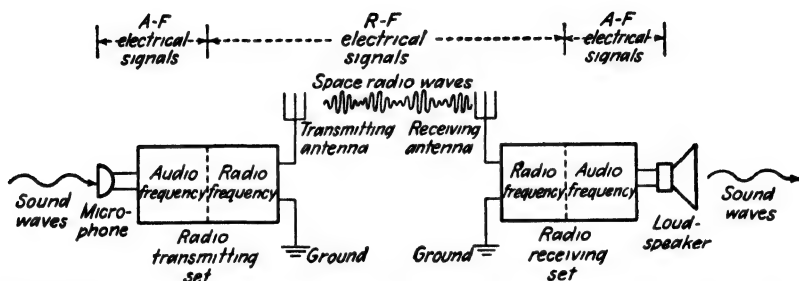 A-F
electrical
signals
R-F
electrical
signals
A-F
electrical
signals
Space radio waves
Transmitting
antenna
Receiving
antenna
Sound
waves
Micro-
phone
Audio
frequency
Radio
frequency
Radio
transmitting
set
Ground
Ground
Radio
frequency
Audio
frequency
Radio
receiving
set
Loud-
speaker
Sound
waves